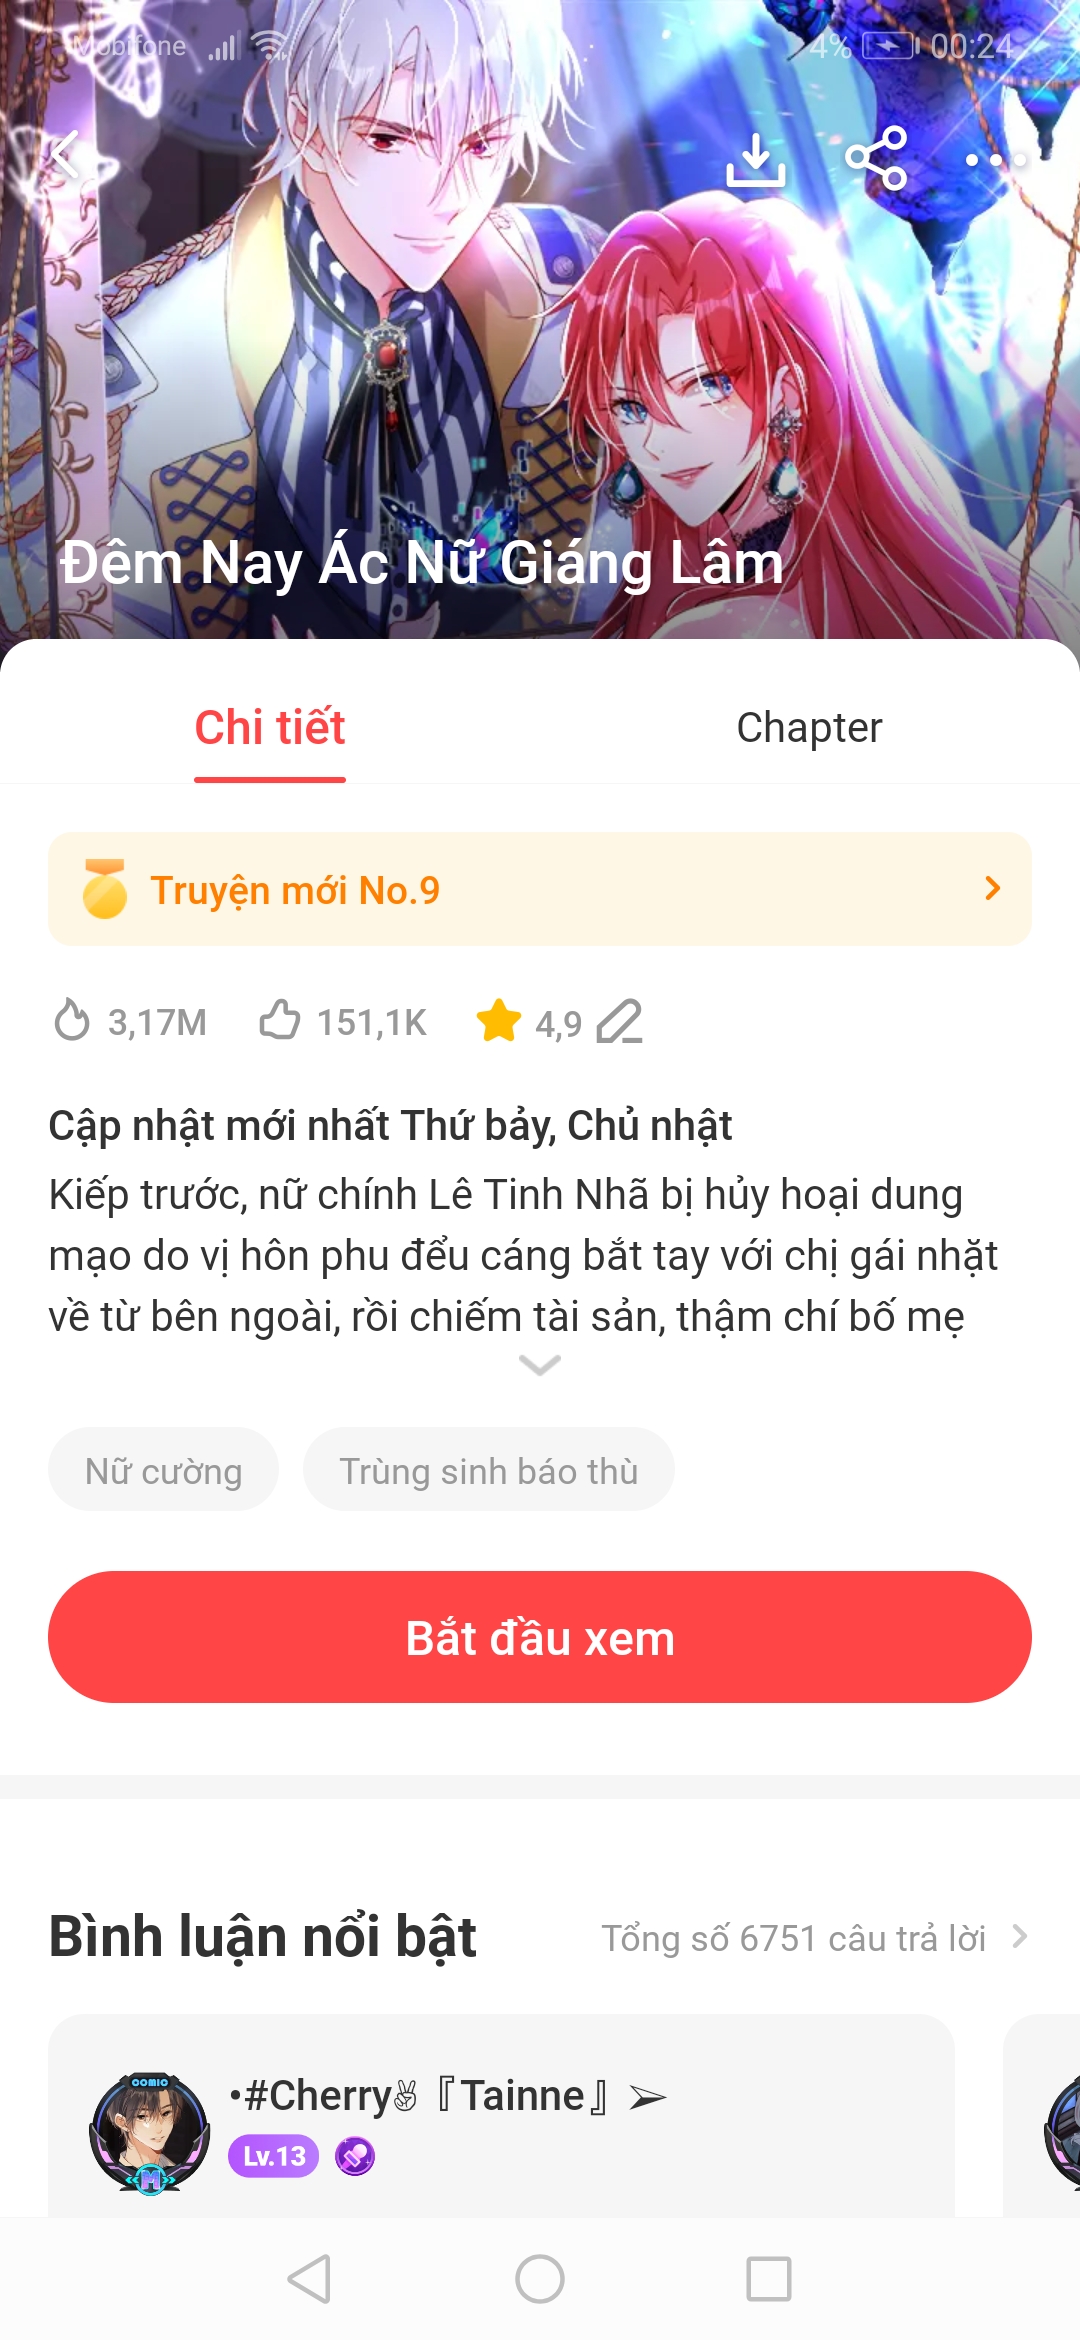 Mobifone 4% 00:24
Đêm Nay Ác Nữ Giáng Lâm
Chi tiết Chapter
Truyện mới No.9
3,17M 151,1K 4,9
Cập nhật mới nhất Thứ bảy, Chủ nhật
Kiếp trước, nữ chính Lê Tinh Nhã bị hủy hoại dung
mạo do vị hôn phu đểu cáng bắt tay với chị gái nhặt
về từ bên ngoài, rồi chiếm tài sản, thậm chí bố mẹ
Nữ cường Trùng sinh báo thù
Bắt đầu xem
Bình luận nổi bật Tổng số 6751 câu trả lời
•#Cherry✌『Tainne』➢
COMIC
Lv.13
M